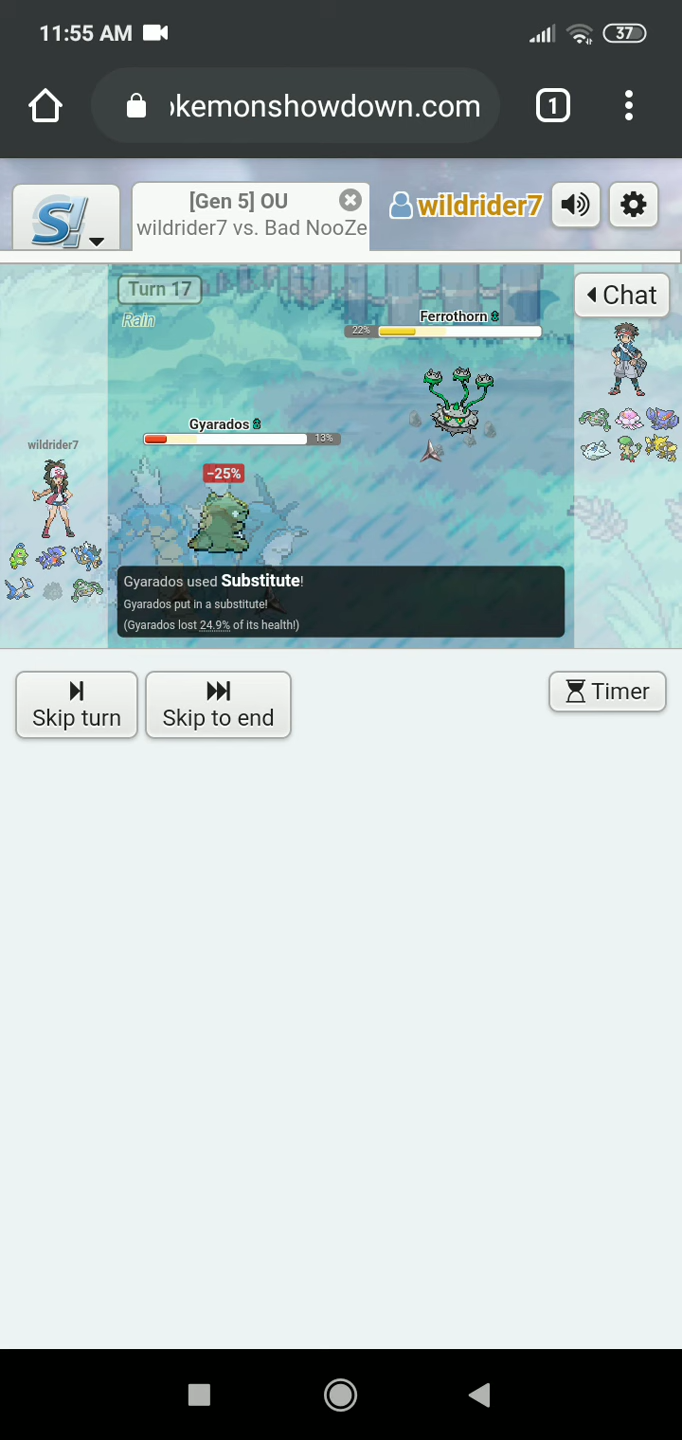 11:55 AM
37
okemonshowdown.com
1
S!
[Gen 5] OU
wildrider7 vs. Bad NooZe
wildrider7
Turn 17
Rain
Chat
Ferrothorn
22%
Gyarados
13%
wildrider7
−25%
Gyarados used Substitute!
Gyarados put in a substitute!
(Gyarados lost 24.9% of its health!)
Skip turn
Skip to end
Timer